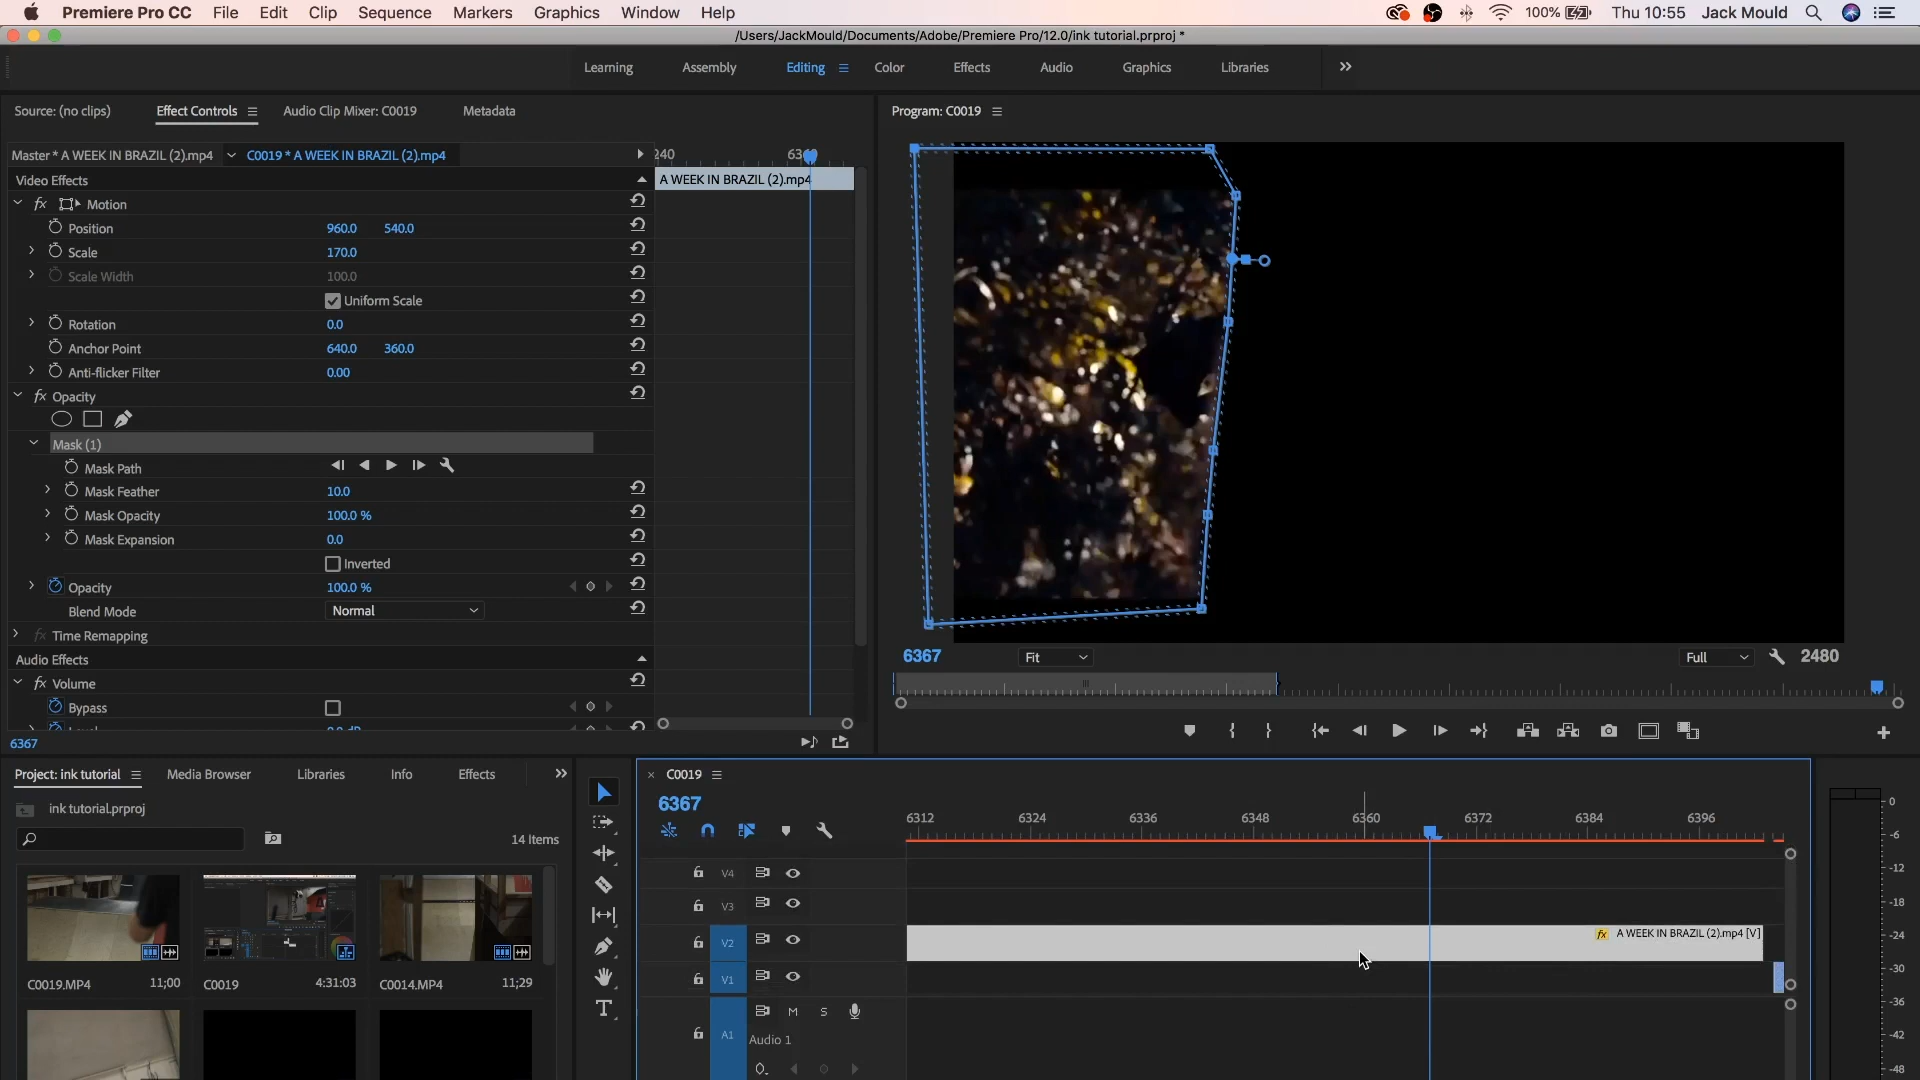 Premiere Pro CC File Edit Clip Sequence Markers Graphics Window Help 100% Thu 10:55 Jack Mould
/Users/JackMould/Documents/Adobe/Premiere Pro/12.0/ink tutorial.prproj *
Learning Assembly Editing Color Effects Audio Graphics Libraries
Source: (no clips) Effect Controls Audio Clip Mixer: C0019 Metadata
Program: C0019
Master * A WEEK IN BRAZIL (2).mp4 C0019 * A WEEK IN BRAZIL (2).mp4
Video Effects A WEEK IN BRAZIL (2).mp4
fx Motion
Position 960.0 540.0
Scale 170.0
Scale Width 100.0
Uniform Scale
Rotation 0.0
Anchor Point 640.0 360.0
Anti-flicker Filter 0.00
fx Opacity
Mask (1)
Mask Path
Mask Feather 10.0
Mask Opacity 100.0 %
Mask Expansion 0.0
Inverted
Opacity 100.0 %
Blend Mode Normal
fx Time Remapping
Audio Effects
fx Volume
Bypass
6367
6367 Fit Full 2480
Project: ink tutorial Media Browser Libraries Info Effects
ink tutorial.prproj
14 Items
C0019.MP4 11;00 C0019 4:31:03 C0014.MP4 11;29
C0019
6367
6312 6324 6336 6348 6360 6372 6384 6396
V4
V3
V2 fx A WEEK IN BRAZIL (2).mp4 [V]
V1
A1 M S
Audio 1
0
-6
-12
-18
-24
-30
-36
-42
-48